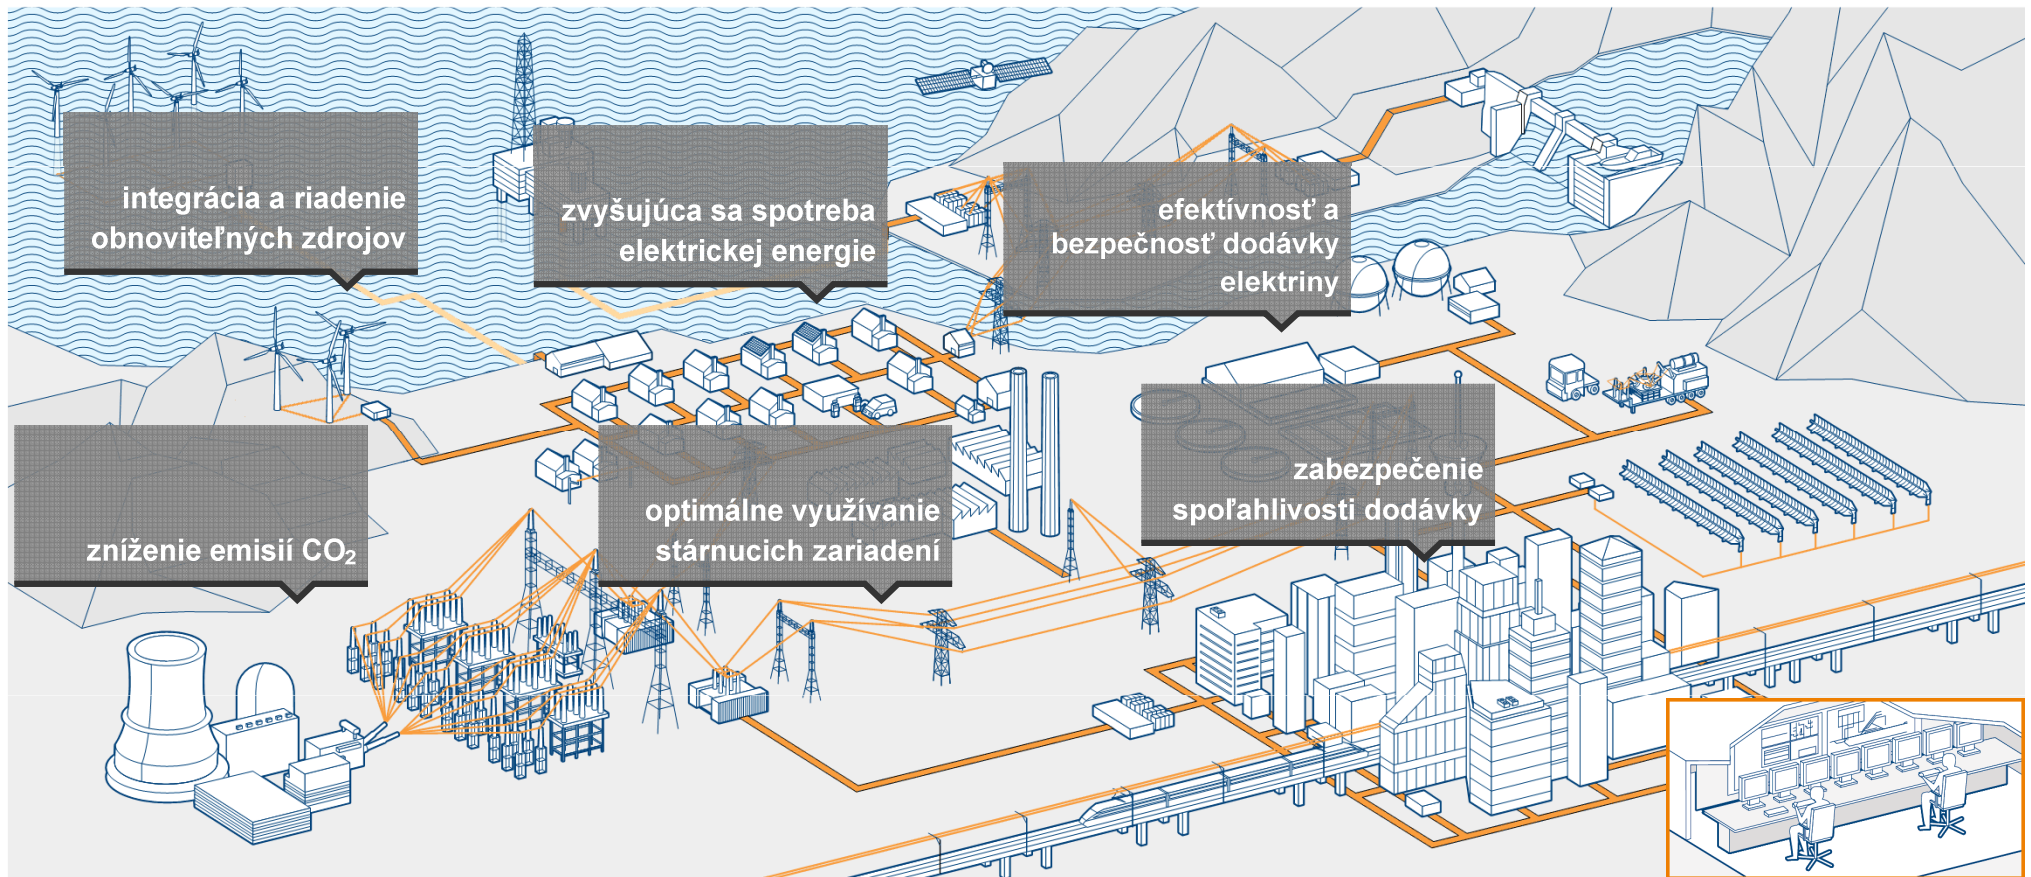 integrácia a riadenie
obnoviteľných zdrojov
zvyšujúca sa spotreba
elektrickej energie
efektívnosť a
bezpečnosť dodávky
elektriny
zníženie emisií CO₂
optimálne využívanie
stárnucich zariadení
zabezpečenie
spoľahlivosti dodávky